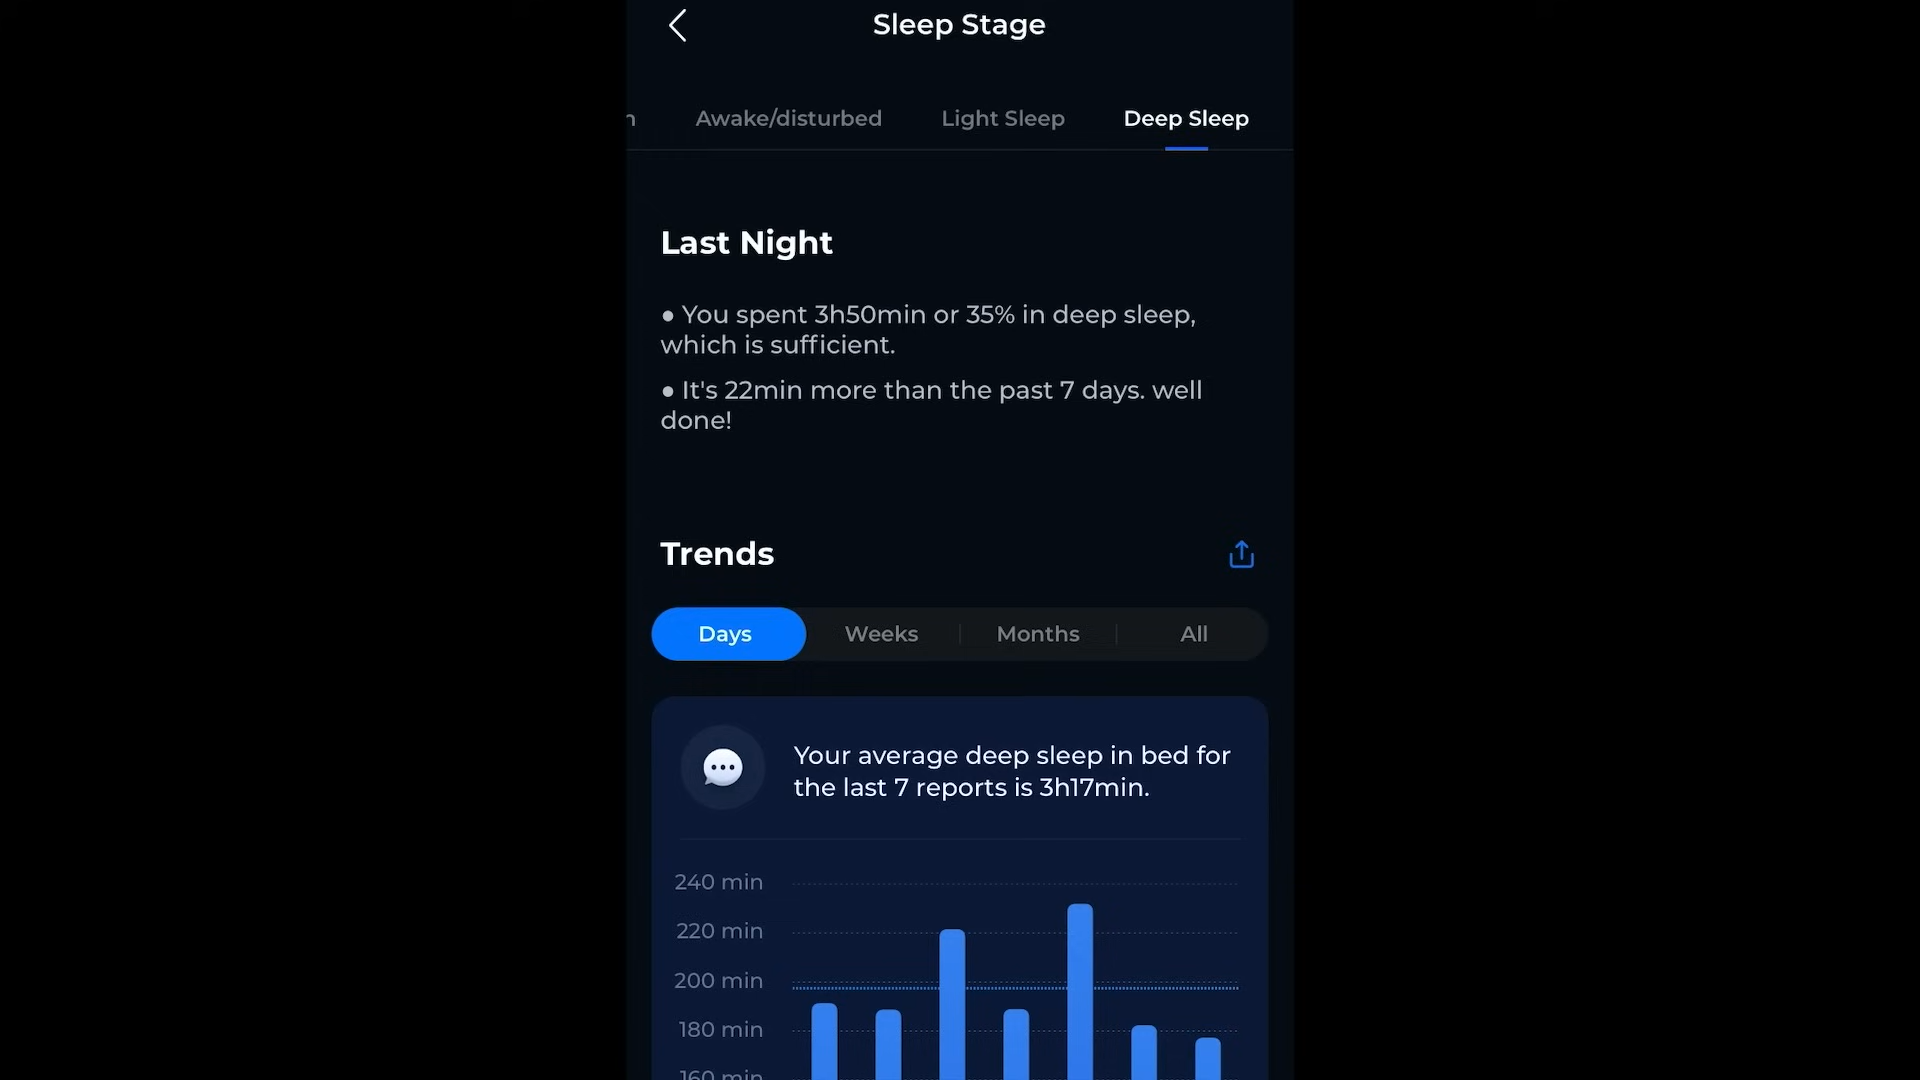 Sleep Stage
Awake/disturbed Light Sleep Deep Sleep
Last Night
● You spent 3h50min or 35% in deep sleep,
which is sufficient.
● It's 22min more than the past 7 days. well
done!
Trends
Days Weeks Months All
Your average deep sleep in bed for
the last 7 reports is 3h17min.
240 min
220 min
200 min
180 min
160 min